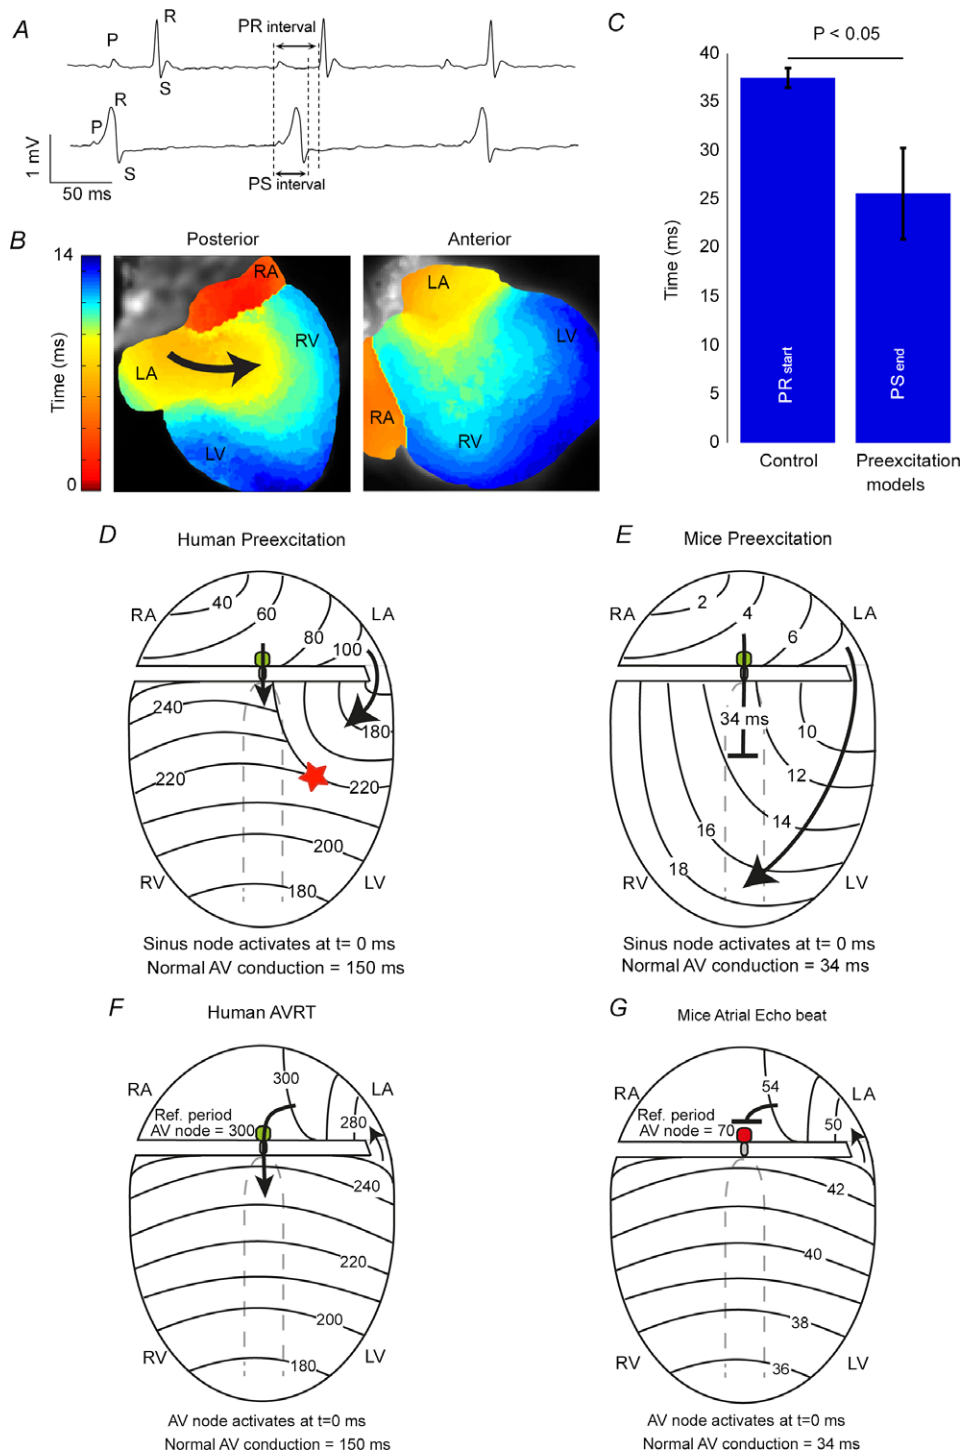 A
P
R
S
PR interval
P
R
S
PS interval
1 mV
50 ms
B
Posterior
Anterior
14
Time (ms)
0
RA
LA
RV
LV
LA
LV
RA
RV
C
P < 0.05
40
35
30
25
20
15
10
5
0
Time (ms)
PR start
PS end
Control
Preexcitation
models
D
Human Preexcitation
RA
LA
40
60
80
100
180
240
220
220
200
180
RV
LV
Sinus node activates at t= 0 ms
Normal AV conduction = 150 ms
E
Mice Preexcitation
RA
LA
2
4
6
34 ms
10
12
14
16
18
RV
LV
Sinus node activates at t= 0 ms
Normal AV conduction = 34 ms
F
Human AVRT
RA
LA
300
280
Ref. period
AV node = 300
240
220
200
180
RV
LV
AV node activates at t=0 ms
Normal AV conduction = 150 ms
G
Mice Atrial Echo beat
RA
LA
54
50
Ref. period
AV node = 70
42
40
38
36
RV
LV
AV node activates at t=0 ms
Normal AV conduction = 34 ms